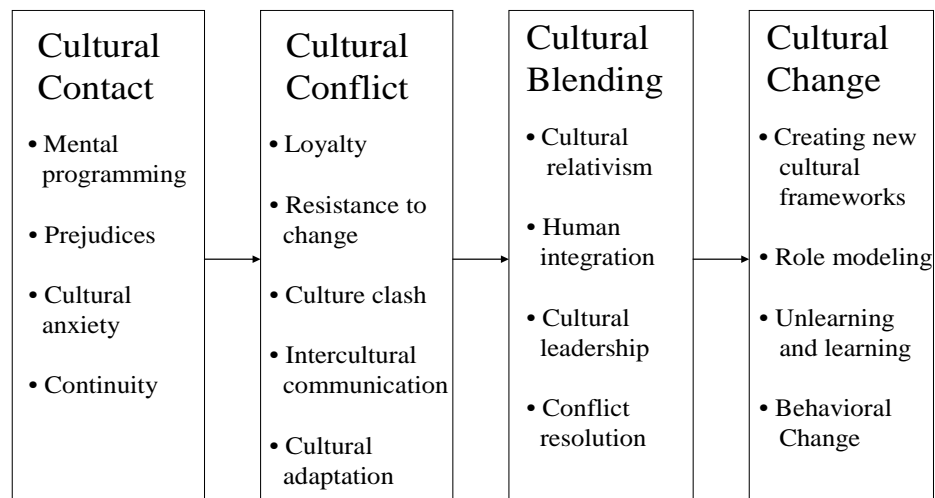 Cultural
Contact
• Mental
programming
• Prejudices
• Cultural
anxiety
• Continuity
Cultural
Conflict
• Loyalty
• Resistance to
change
• Culture clash
• Intercultural
communication
• Cultural
adaptation
Cultural
Blending
• Cultural
relativism
• Human
integration
• Cultural
leadership
• Conflict
resolution
Cultural
Change
• Creating new
cultural
frameworks
• Role modeling
• Unlearning
and learning
• Behavioral
Change